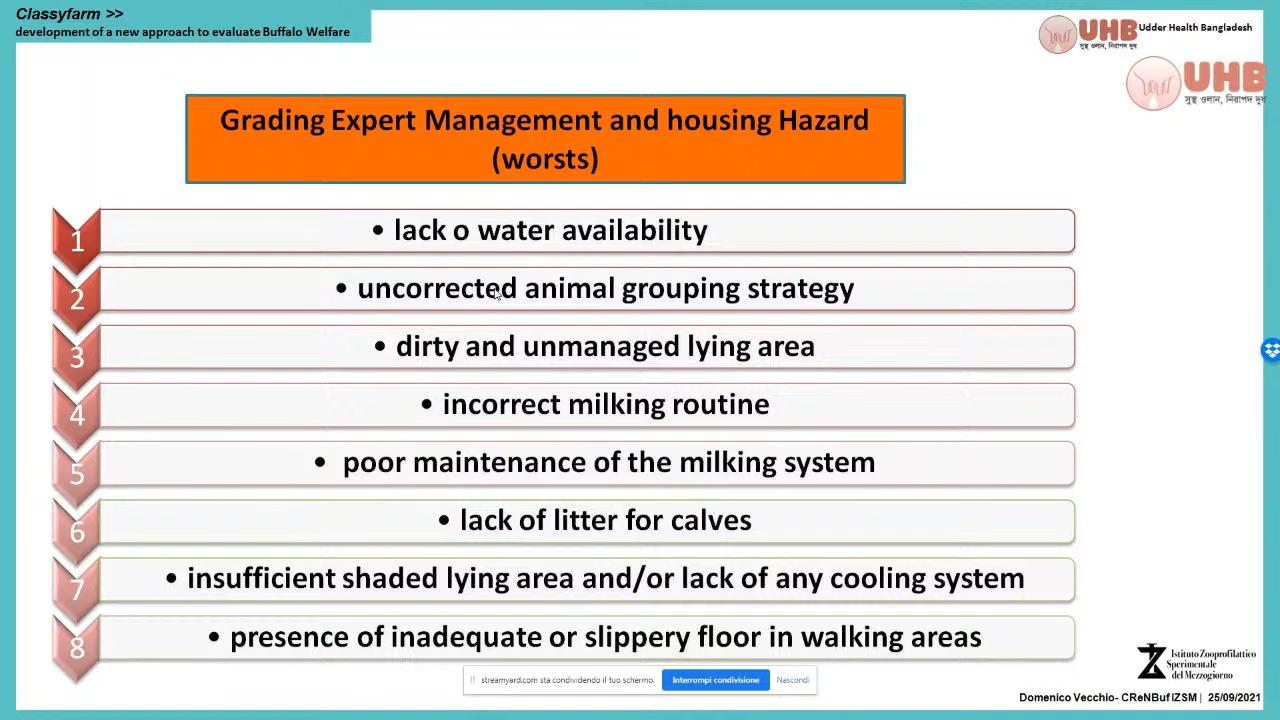 Classyfarm >>
development of a new approach to evaluate Buffalo Welfare
UHB
সুস্থ ওলান, নিরাপদ দুধ
Udder Health Bangladesh
UHB
সুস্থ ওলান, নিরাপদ দুধ
Grading Expert Management and housing Hazard
(worsts)
1
• lack o water availability
2
• uncorrected animal grouping strategy
3
• dirty and unmanaged lying area
4
• incorrect milking routine
5
• poor maintenance of the milking system
6
• lack of litter for calves
7
• insufficient shaded lying area and/or lack of any cooling system
8
• presence of inadequate or slippery floor in walking areas
streamyard.com sta condividendo il tuo schermo.
Interrompi condivisione
Nascondi
Istituto Zooprofilattico
Sperimentale
del Mezzogiorno
Domenico Vecchio- CReNBuf IZSM | 25/09/2021